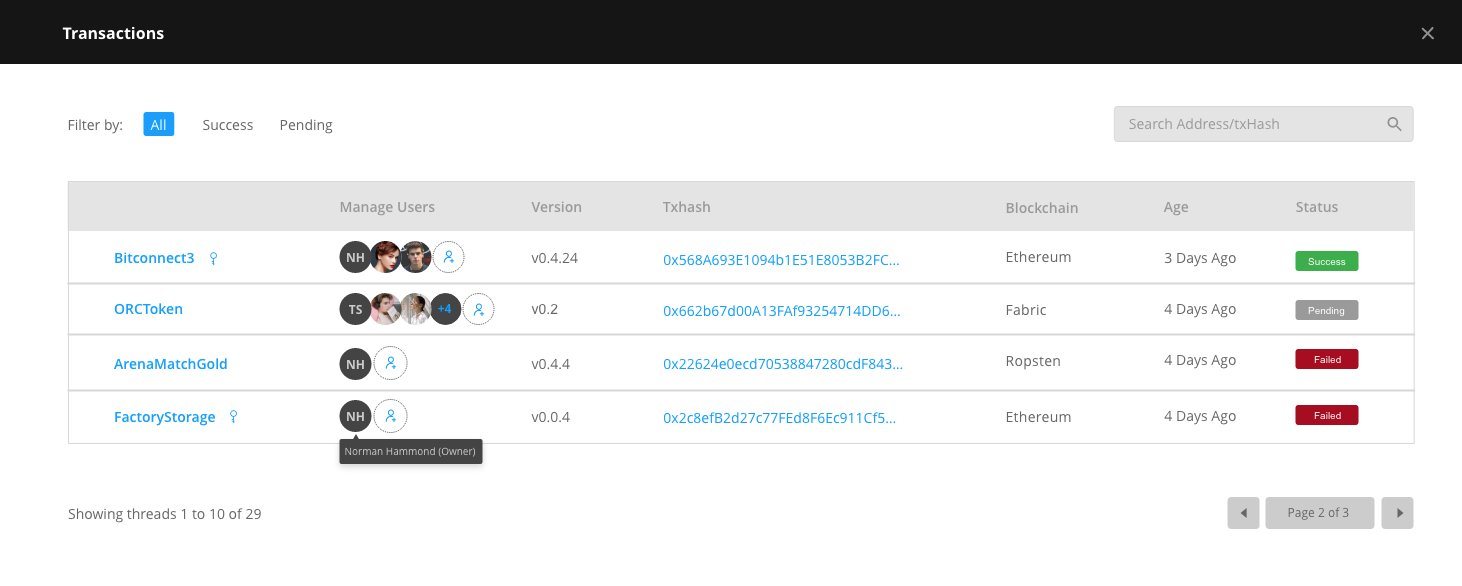 Transactions
Filter by: All Success Pending
Search Address/txHash
Manage Users Version Txhash Blockchain Age Status
Bitconnect3 NH v0.4.24 0x568A693E1094b1E51E8053B2FC... Ethereum 3 Days Ago Success
ORCToken TS +4 v0.2 0x662b67d00A13FAf93254714DD6... Fabric 4 Days Ago Pending
ArenaMatchGold NH v0.4.4 0x22624e0ecd70538847280cdF843... Ropsten 4 Days Ago Failed
FactoryStorage NH v0.0.4 0x2c8efB2d27c77FEd8F6Ec911Cf5... Ethereum 4 Days Ago Failed
Norman Hammond (Owner)
Showing threads 1 to 10 of 29
Page 2 of 3